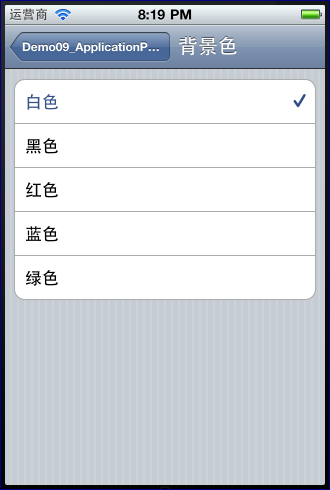 运营商 8:19 PM
Demo09_ApplicationP... 背景色
白色
黑色
红色
蓝色
绿色